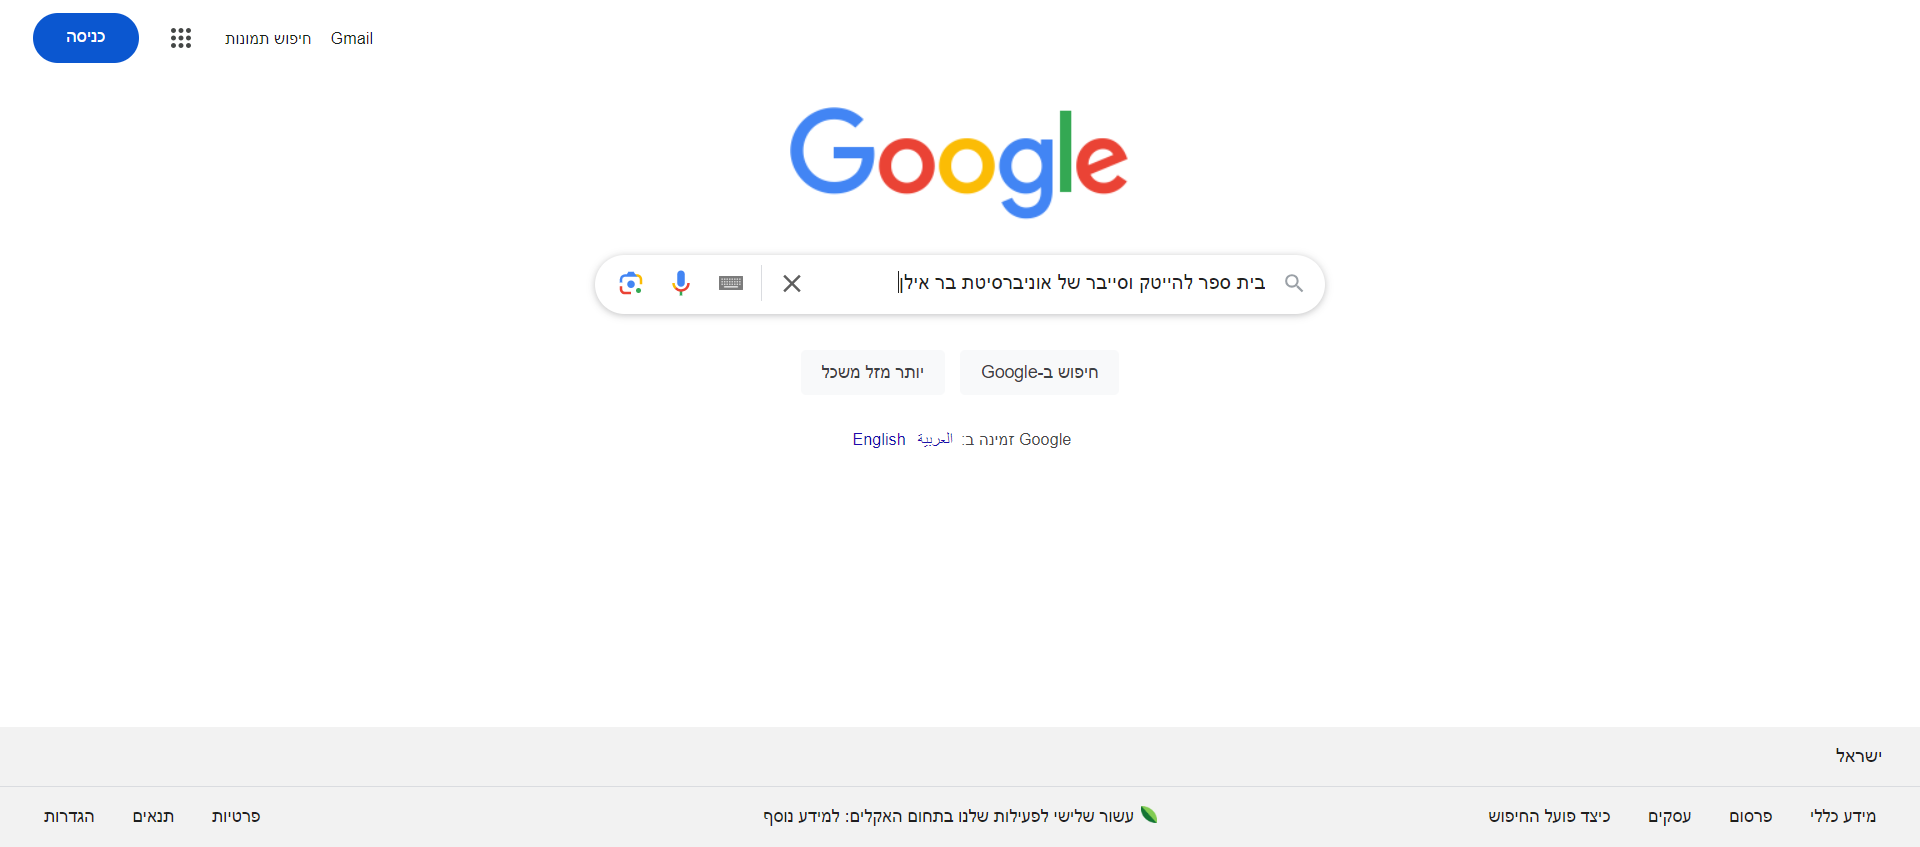 Gmail
חיפוש תמונות
כניסה
Google
בית ספר להייטק וסייבר של אוניברסיטת בר אילן
חיפוש ב-Google
יותר מזל משכל
Google זמינה ב: العربية English
ישראל
מידע כללי
פרסום
עסקים
כיצד פועל החיפוש
עשור שלישי לפעילות שלנו בתחום האקלים: למידע נוסף
פרטיות
תנאים
הגדרות